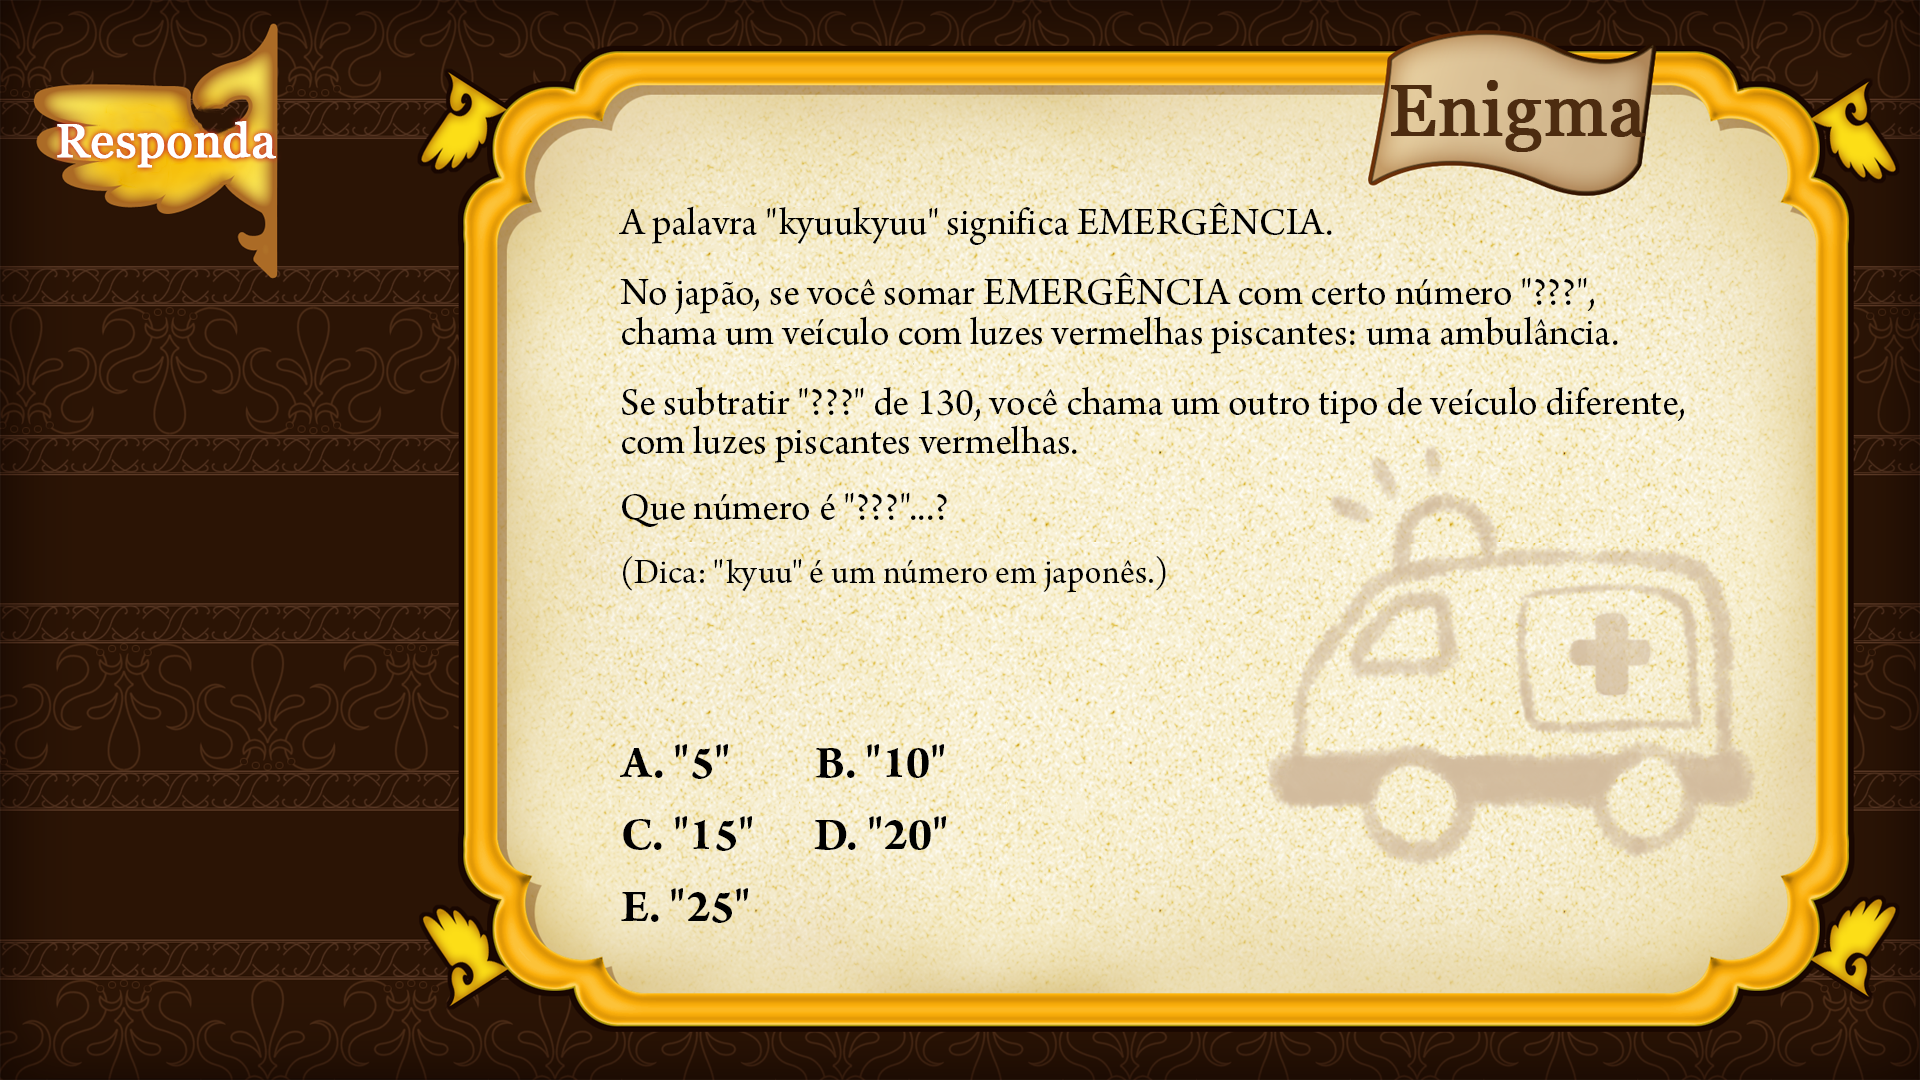 Responda
Enigma
A palavra "kyuukyuu" significa EMERGÊNCIA.
No japão, se você somar EMERGÊNCIA com certo número "???",
chama um veículo com luzes vermelhas piscantes: uma ambulância.
Se subtratir "???" de 130, você chama um outro tipo de veículo diferente,
com luzes piscantes vermelhas.
Que número é "???"...?
(Dica: "kyuu" é um número em japonês.)
A. "5" B. "10"
C. "15" D. "20"
E. "25"